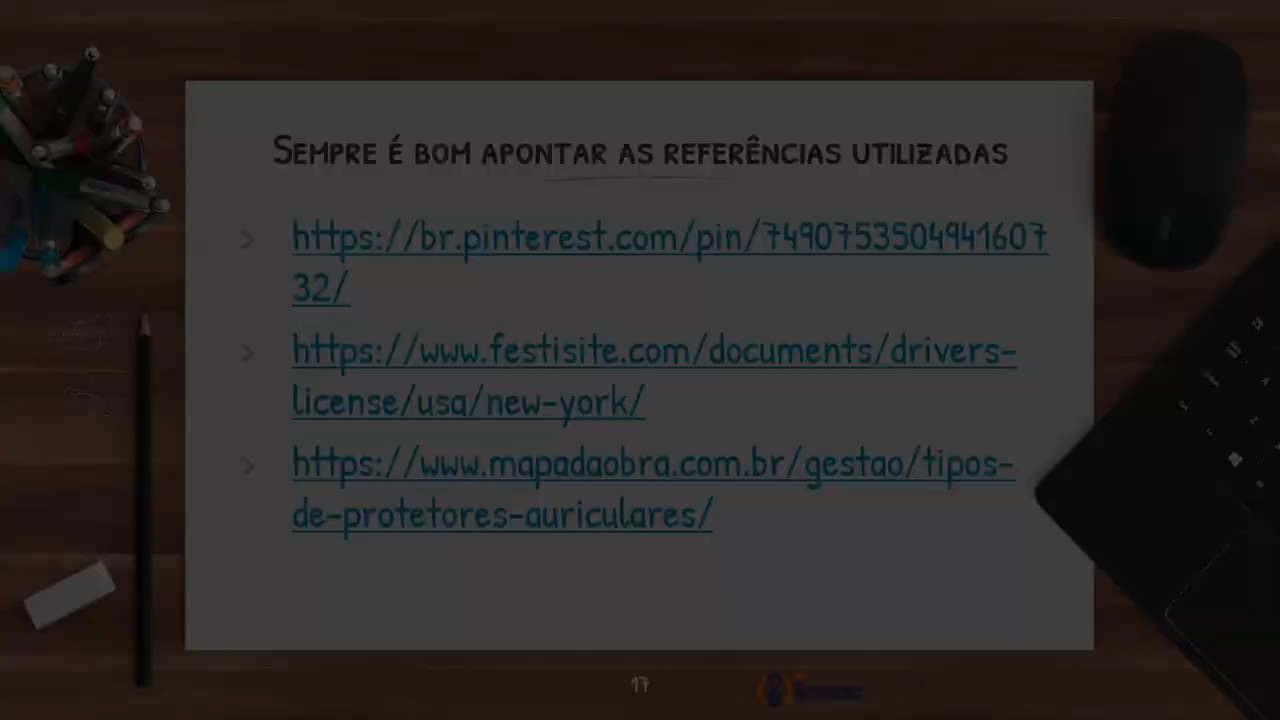 SEMPRE É BOM APONTAR AS REFERÊNCIAS UTILIZADAS
https://br.pinterest.com/pin/7490753504941607
32/
https://www.festisite.com/documents/drivers-
license/usa/new-york/
https://www.mapadaobra.com.br/gestao/tipos-
de-protetores-auriculares/
17